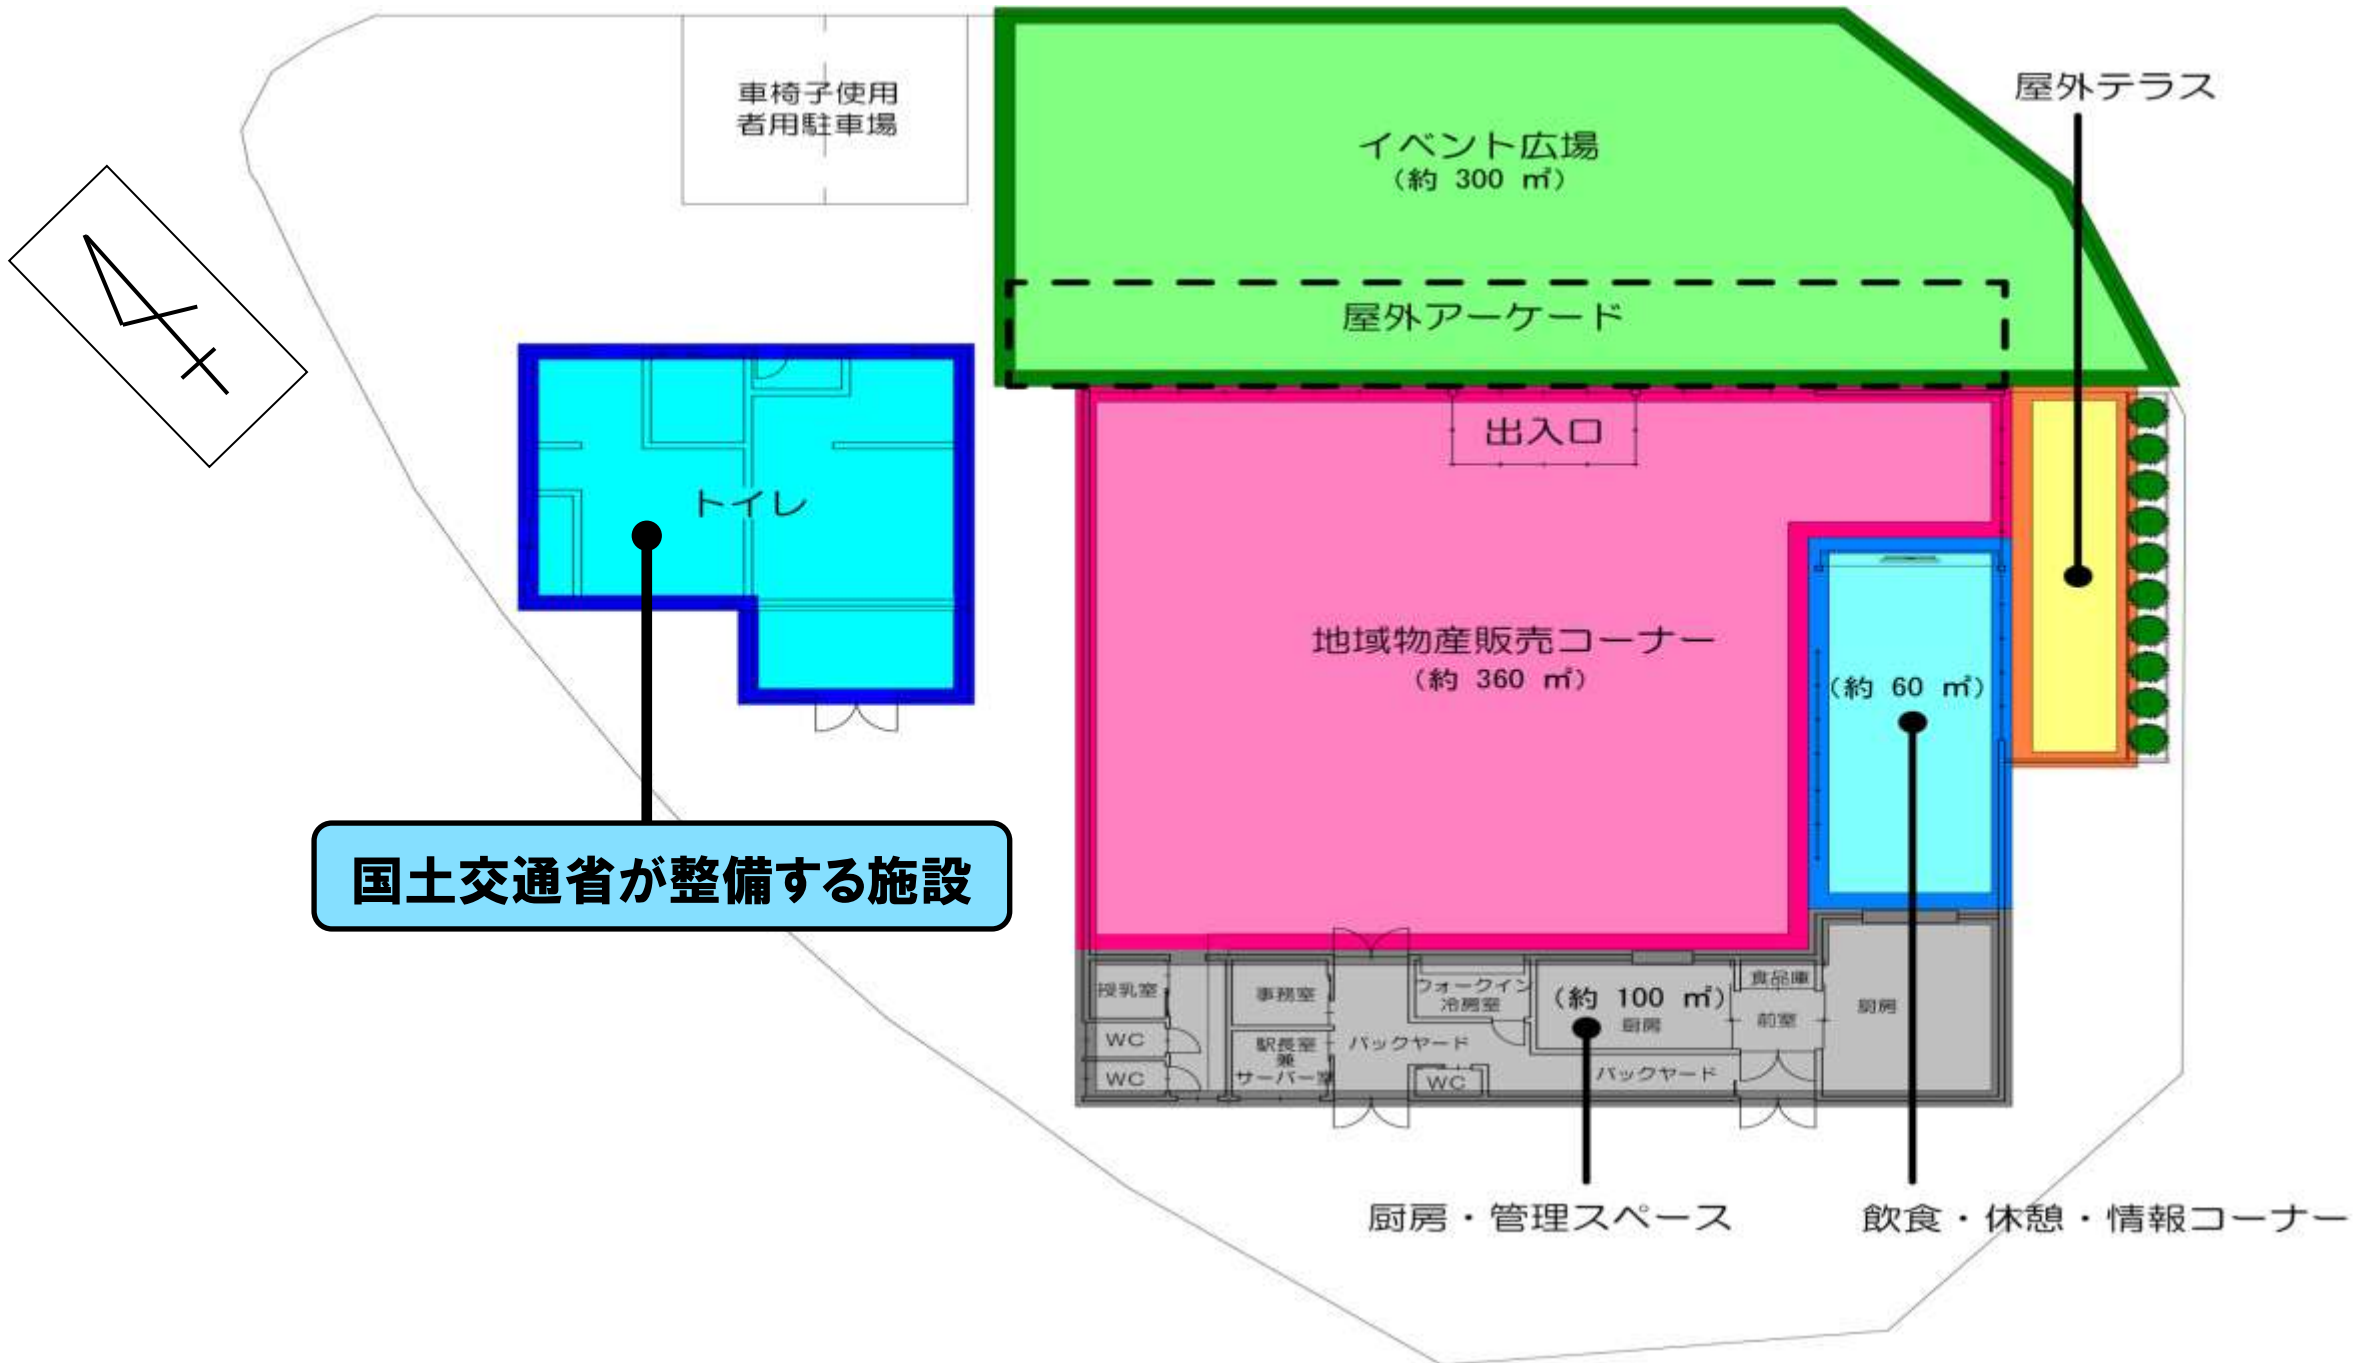 車椅子使用
者用駐車場
イベント広場
（約 300 ㎡）
屋外テラス
屋外アーケード
出入口
トイレ
地域物産販売コーナー
（約 360 ㎡）
（約 60 ㎡）
国土交通省が整備する施設
授乳室
WC
WC
事務室
駅長室
兼
サーバー室
バックヤード
ウォークイン
冷房室
WC
（約 100 ㎡）
厨房
バックヤード
食品庫
前室
厨房
厨房・管理スペース
飲食・休憩・情報コーナー